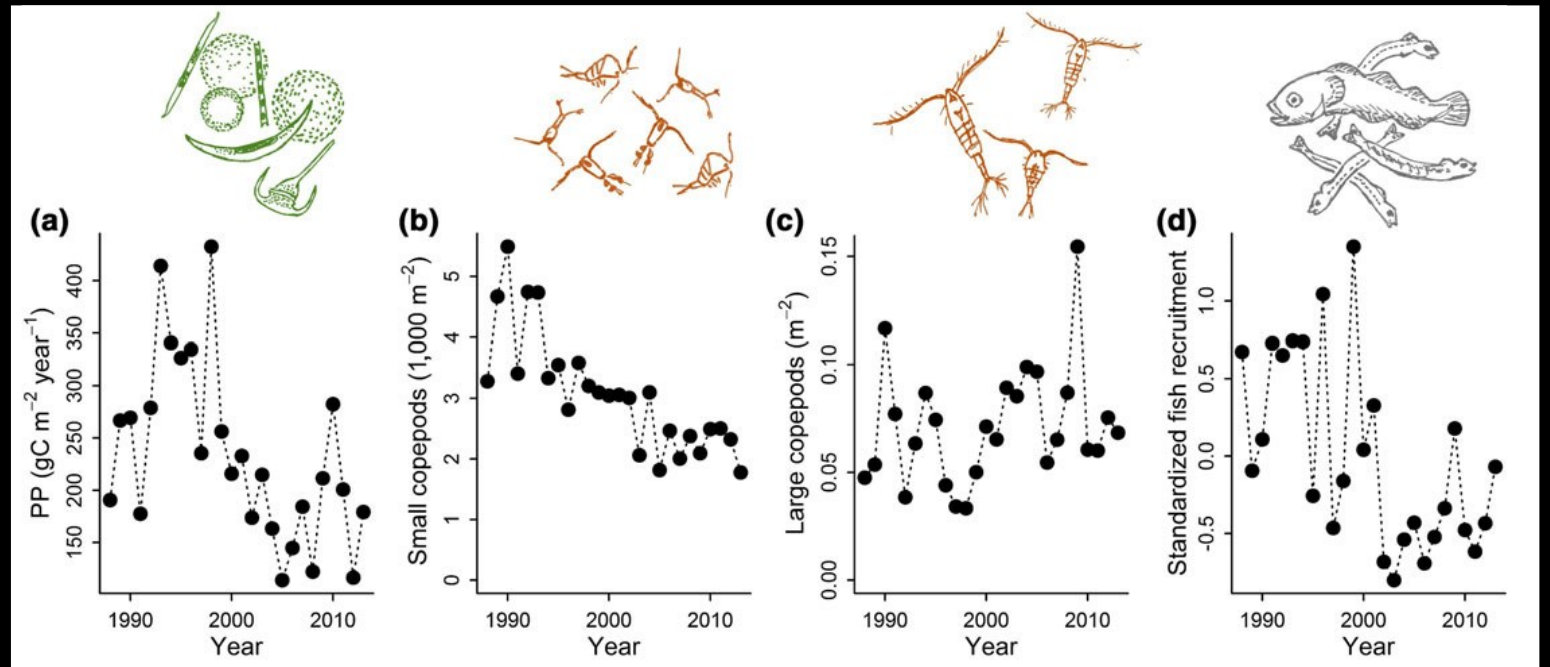 (a)
PP (gC m⁻² year⁻¹)
400
350
300
250
200
150
1990
2000
2010
Year
(b)
Small copepods (1,000 m⁻²)
5
4
3
2
1
0
1990
2000
2010
Year
(c)
Large copepods (m⁻²)
0.15
0.10
0.05
0.00
1990
2000
2010
Year
(d)
Standardized fish recruitment
1.0
0.5
0.0
-0.5
1990
2000
2010
Year